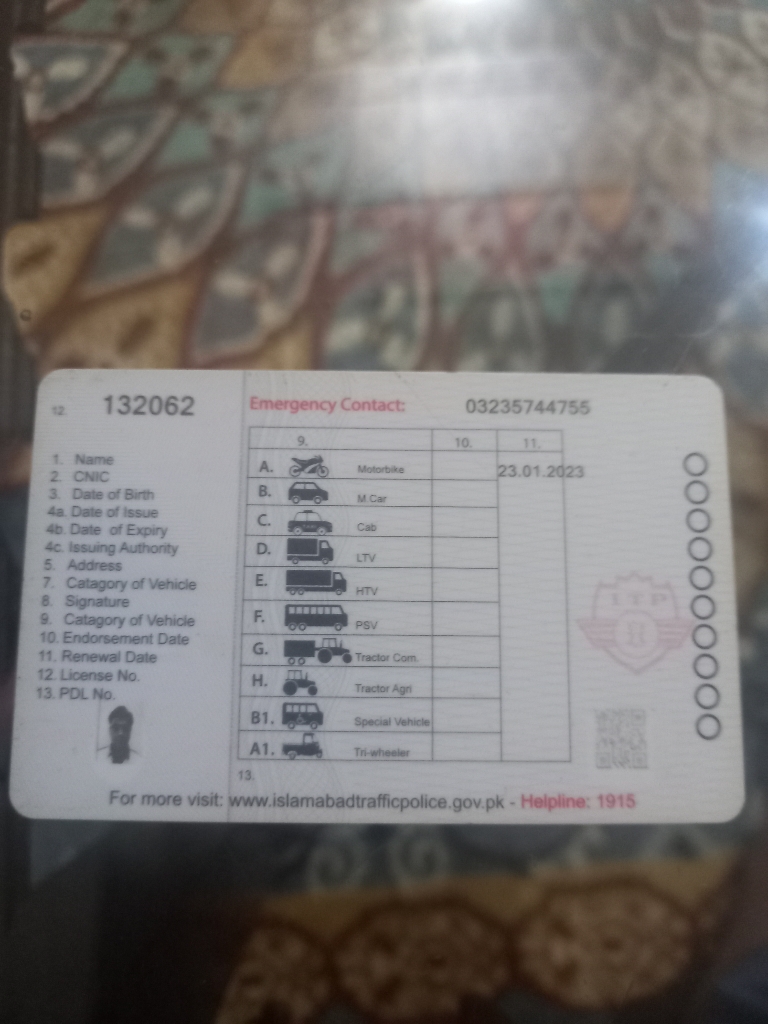 12. 132062
Emergency Contact: 03235744755
1. Name
2. CNIC
3. Date of Birth
4a. Date of Issue
4b. Date of Expiry
4c. Issuing Authority
5. Address
7. Catagory of Vehicle
8. Signature
9. Catagory of Vehicle
10. Endorsement Date
11. Renewal Date
12. License No.
13. PDL No.
9. 10. 11.
A. Motorbike 23.01.2023
B. M.Car
C. Cab
D. LTV
E. HTV
F. PSV
G. Tractor Com.
H. Tractor Agri
B1. Special Vehicle
A1. Tri-wheeler
13.
ITP
For more visit: www.islamabadtrafficpolice.gov.pk - Helpline: 1915